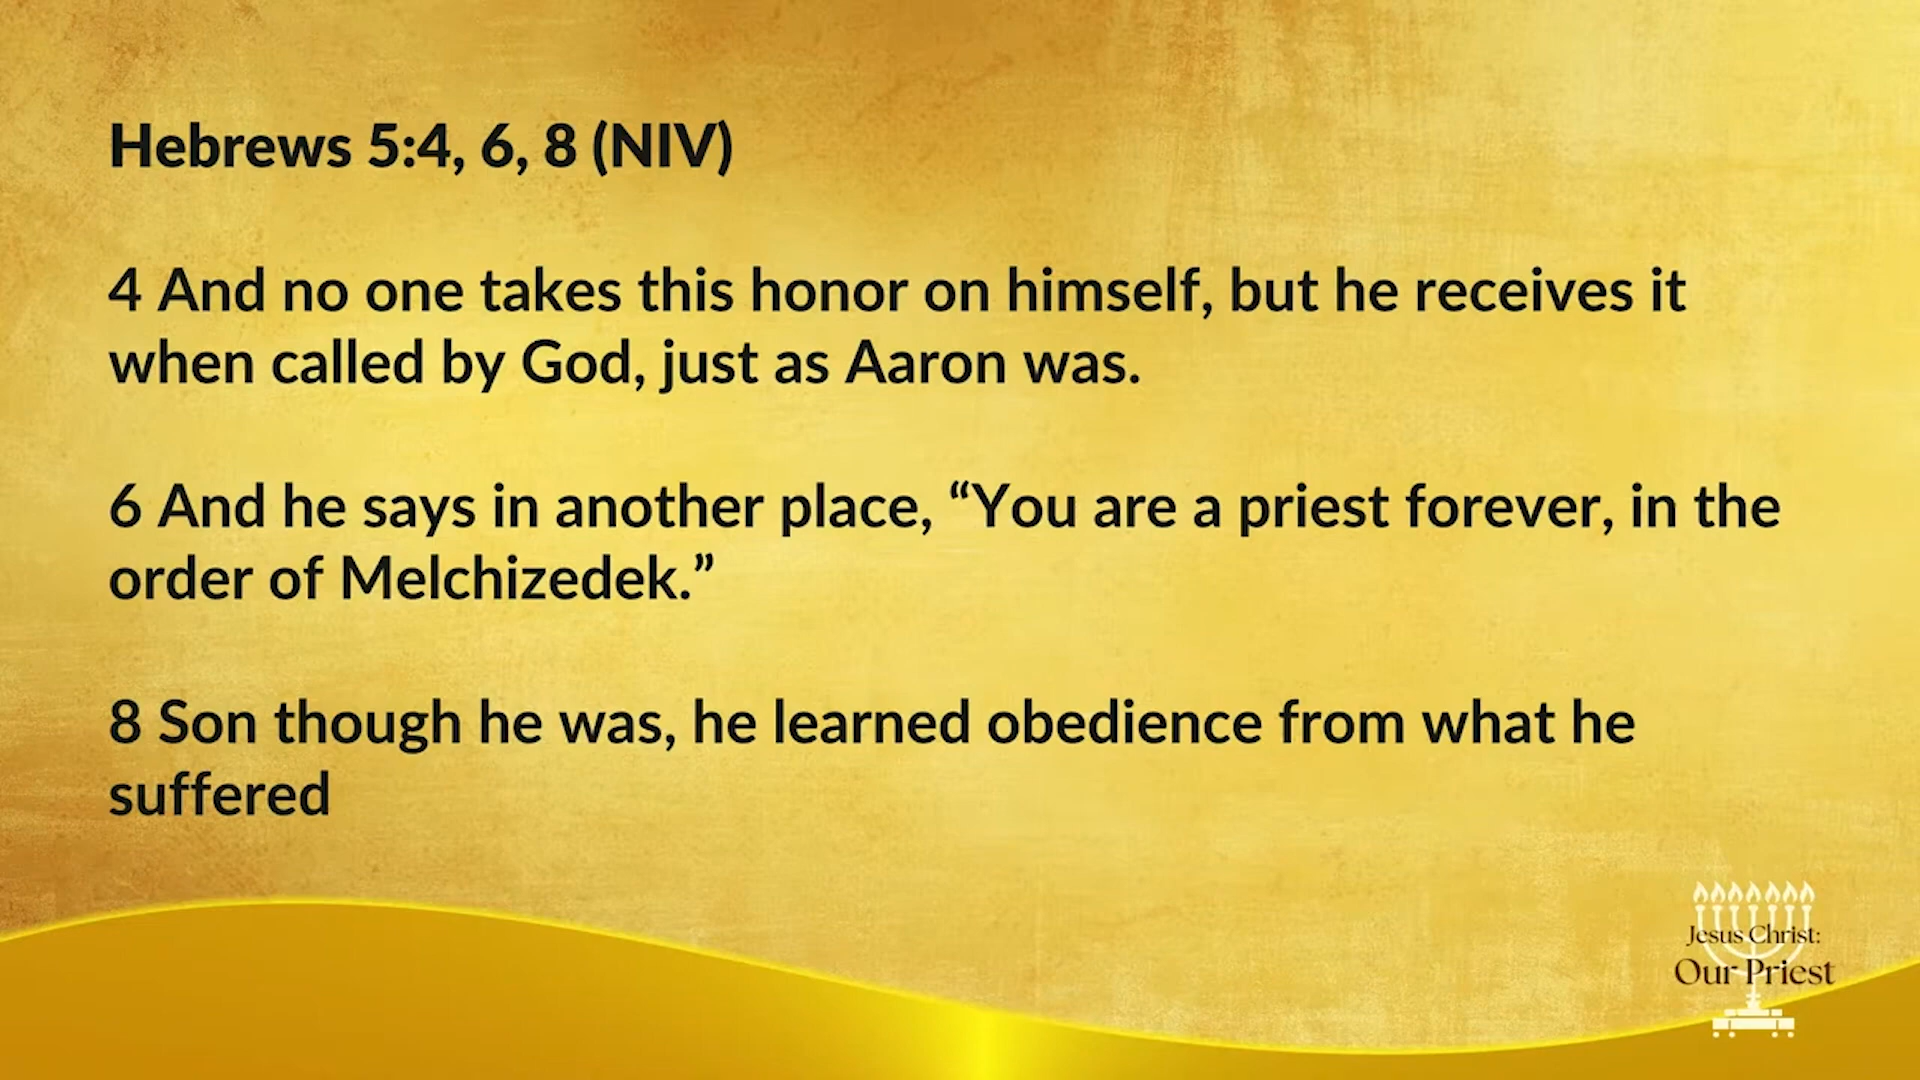 Hebrews 5:4, 6, 8 (NIV)
4 And no one takes this honor on himself, but he receives it
when called by God, just as Aaron was.
6 And he says in another place, “You are a priest forever, in the
order of Melchizedek.”
8 Son though he was, he learned obedience from what he
suffered
Jesus Christ:
Our Priest